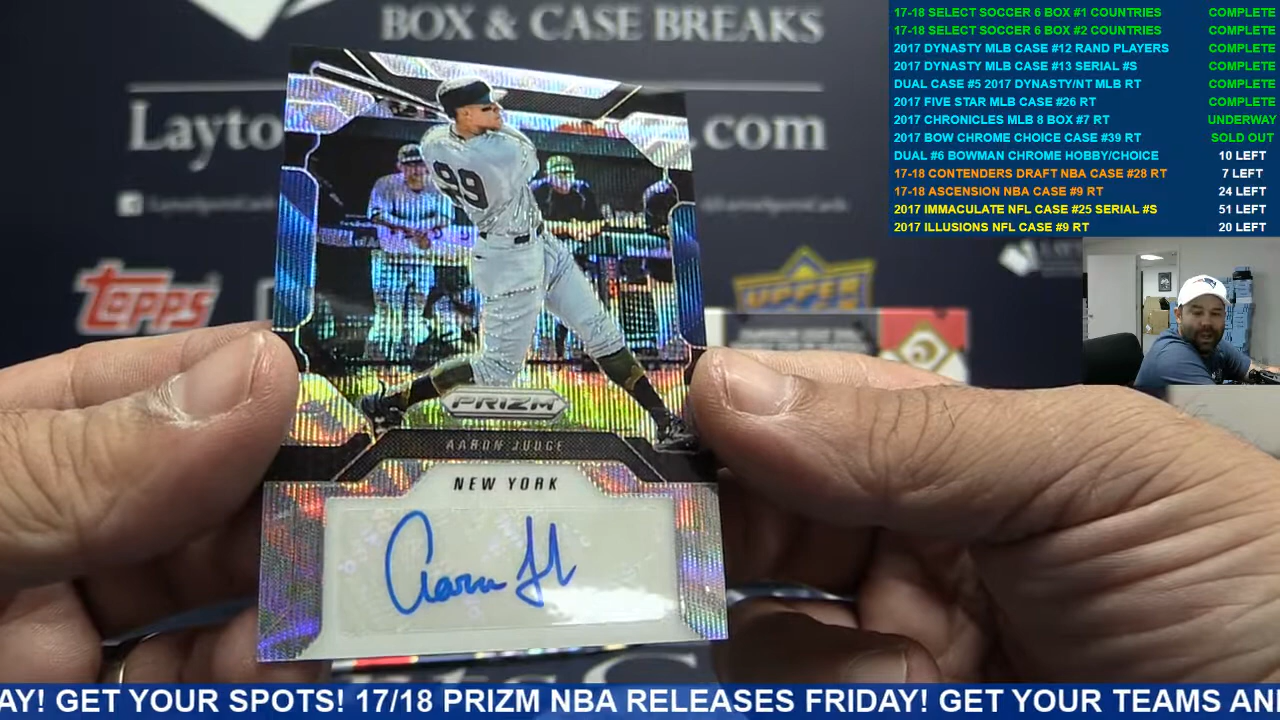 BOX & CASE BREAKS
Layto
.com
TOPPS
UPPER
99
PRIZM
AARON JUDGE
NEW YORK
Aaron J
17-18 SELECT SOCCER 6 BOX #1 COUNTRIES COMPLETE
17-18 SELECT SOCCER 6 BOX #2 COUNTRIES COMPLETE
2017 DYNASTY MLB CASE #12 RAND PLAYERS COMPLETE
2017 DYNASTY MLB CASE #13 SERIAL #S COMPLETE
DUAL CASE #5 2017 DYNASTY/NT MLB RT COMPLETE
2017 FIVE STAR MLB CASE #26 RT COMPLETE
2017 CHRONICLES MLB 8 BOX #7 RT UNDERWAY
2017 BOW CHROME CHOICE CASE #39 RT SOLD OUT
DUAL #6 BOWMAN CHROME HOBBY/CHOICE 10 LEFT
17-18 CONTENDERS DRAFT NBA CASE #28 RT 7 LEFT
17-18 ASCENSION NBA CASE #9 RT 24 LEFT
2017 IMMACULATE NFL CASE #25 SERIAL #S 51 LEFT
2017 ILLUSIONS NFL CASE #9 RT 20 LEFT
AY! GET YOUR SPOTS! 17/18 PRIZM NBA RELEASES FRIDAY! GET YOUR TEAMS AN